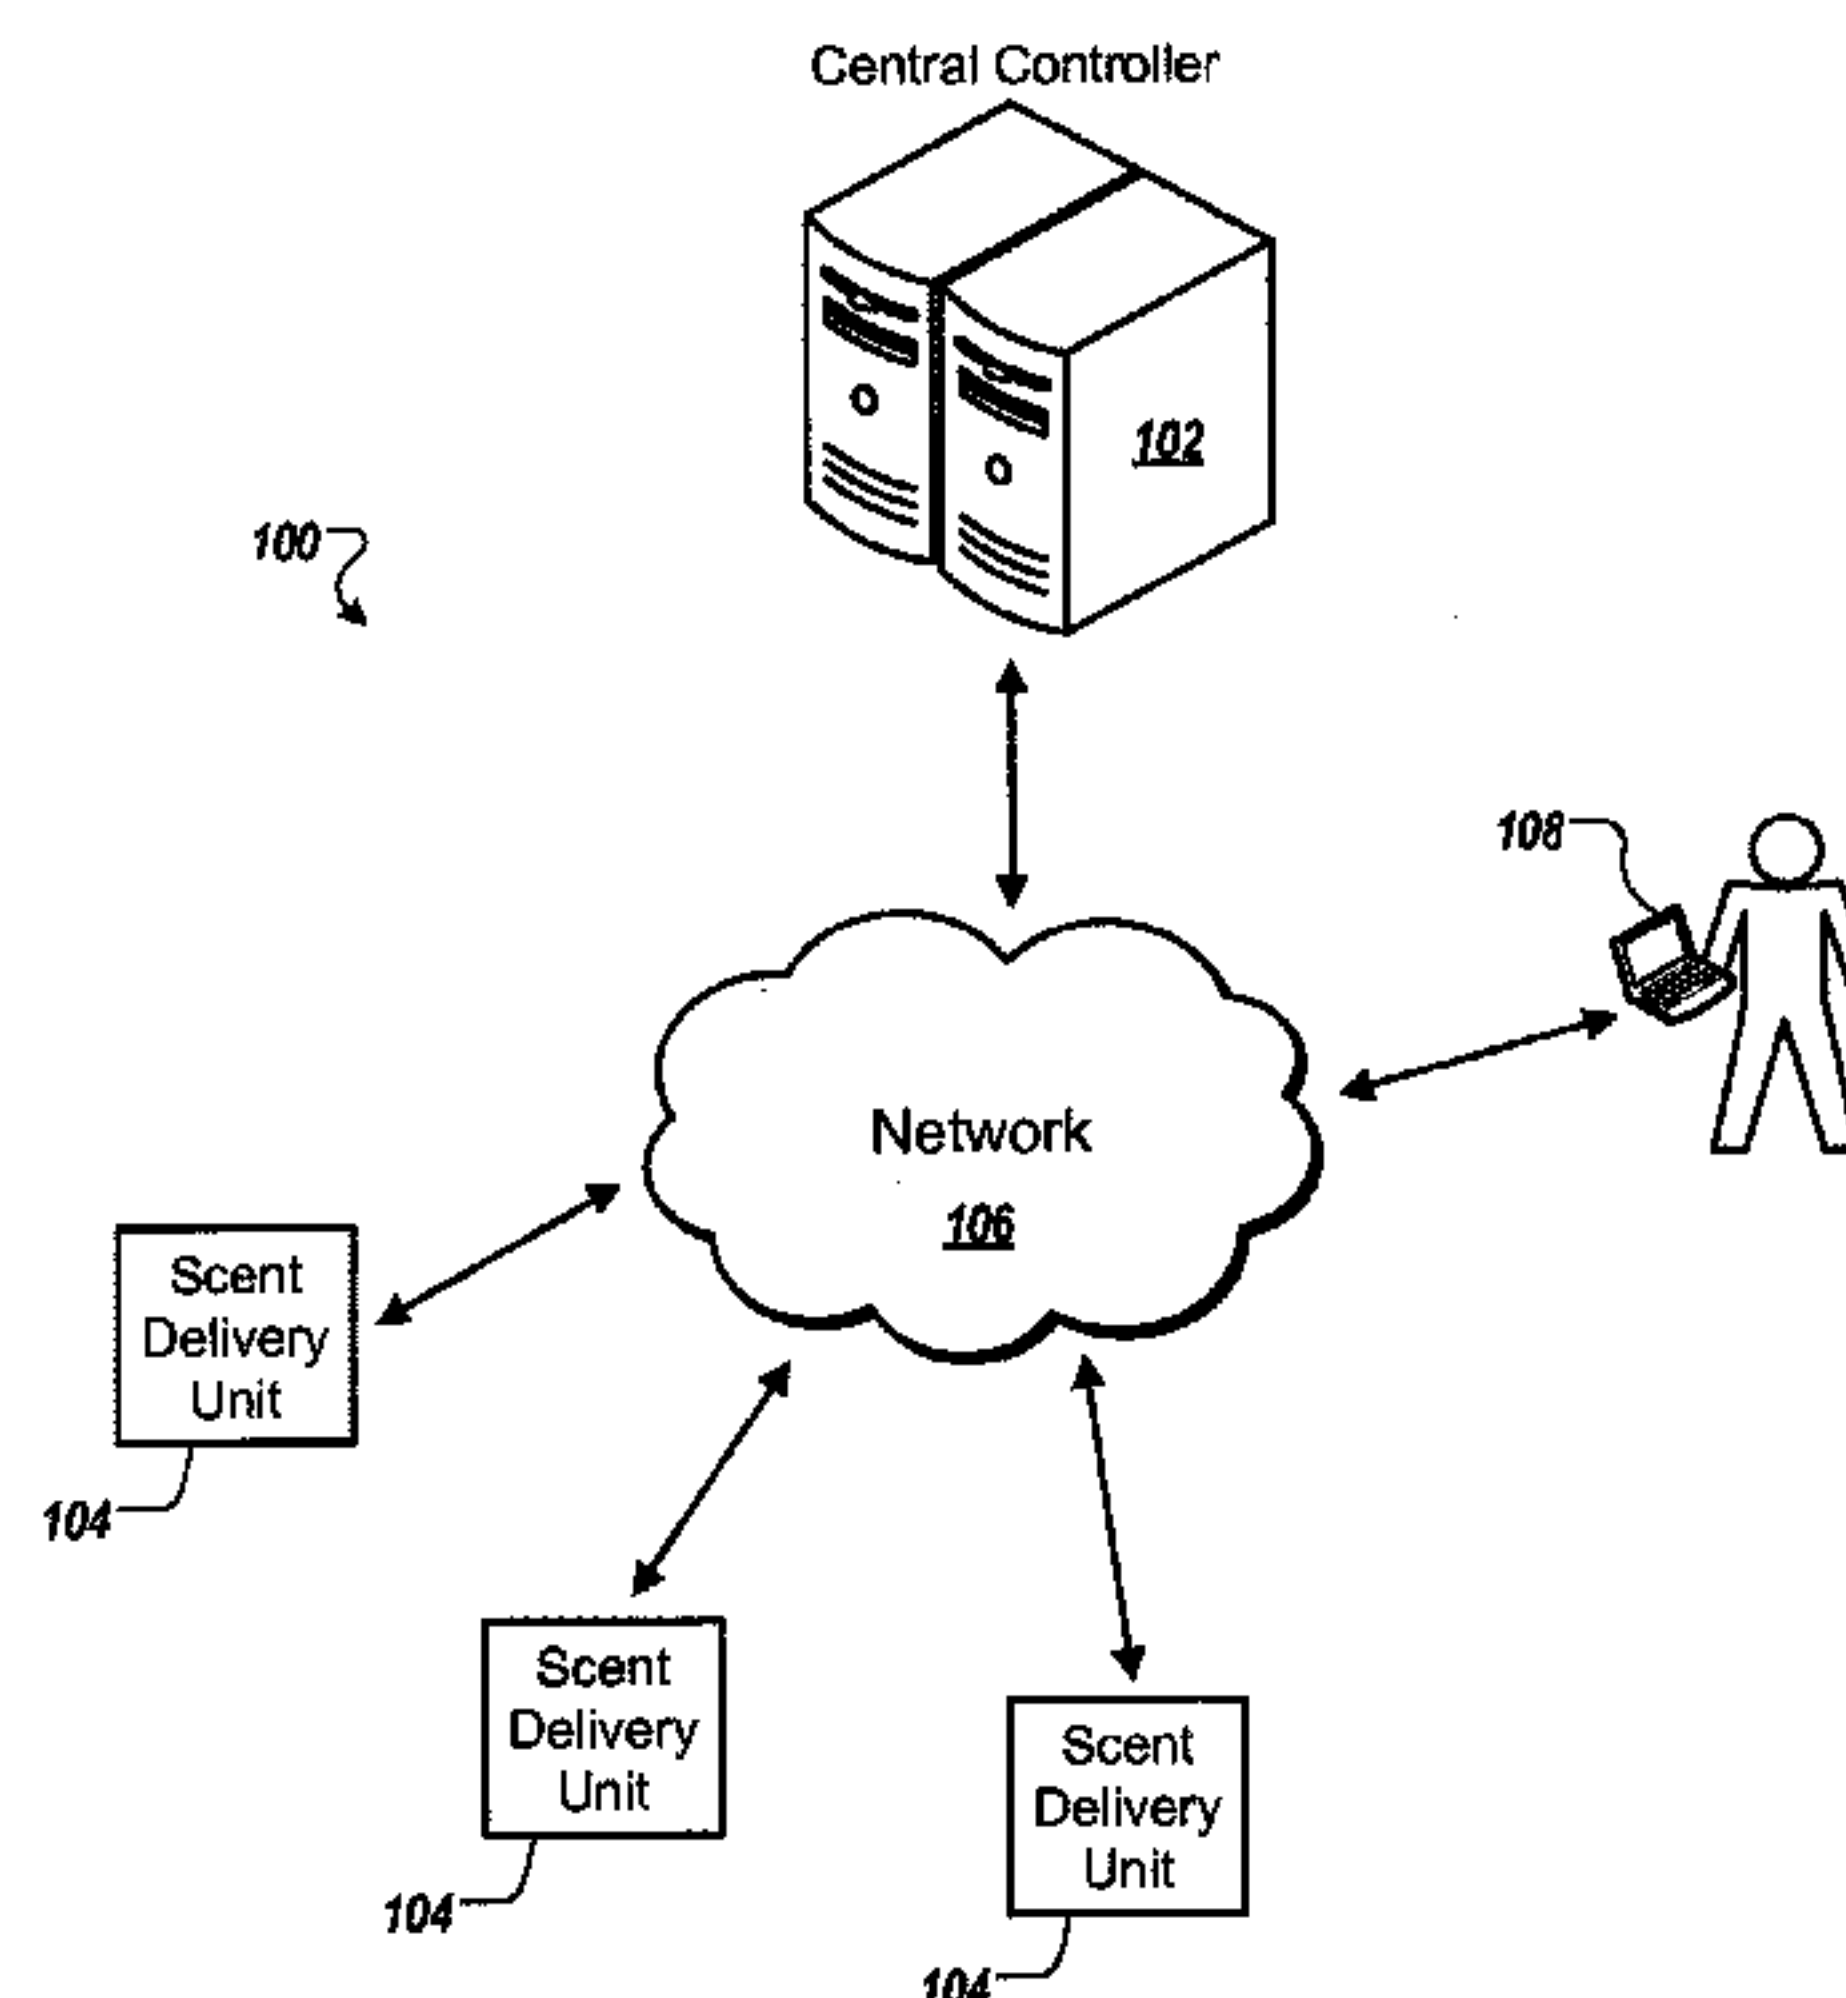 Central Controller
102
100
108
Network
106
Scent
Delivery
Unit
104
Scent
Delivery
Unit
104
Scent
Delivery
Unit
104